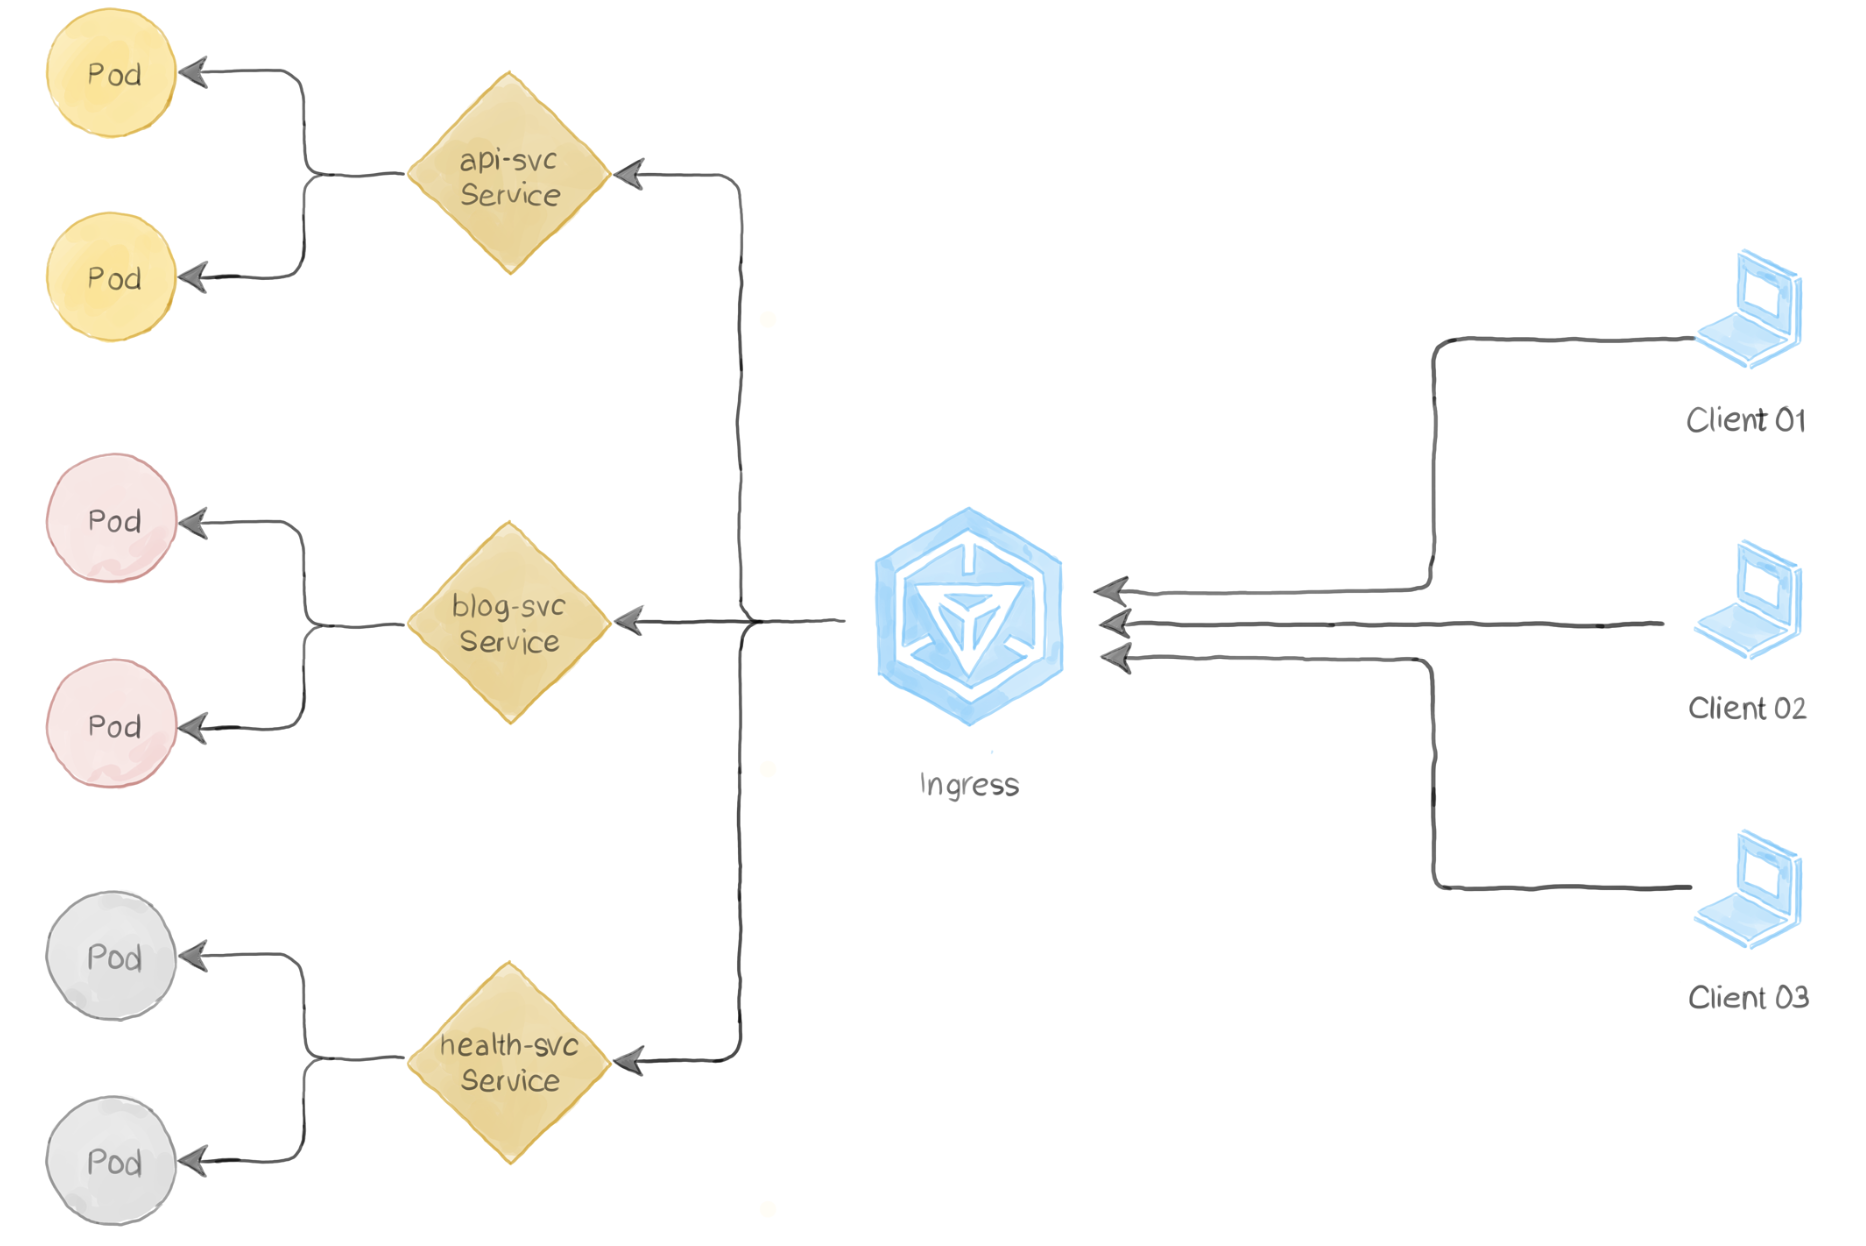 Pod
Pod
api-svc
Service
Pod
Pod
blog-svc
Service
Pod
Pod
health-svc
Service
Ingress
Client 01
Client 02
Client 03